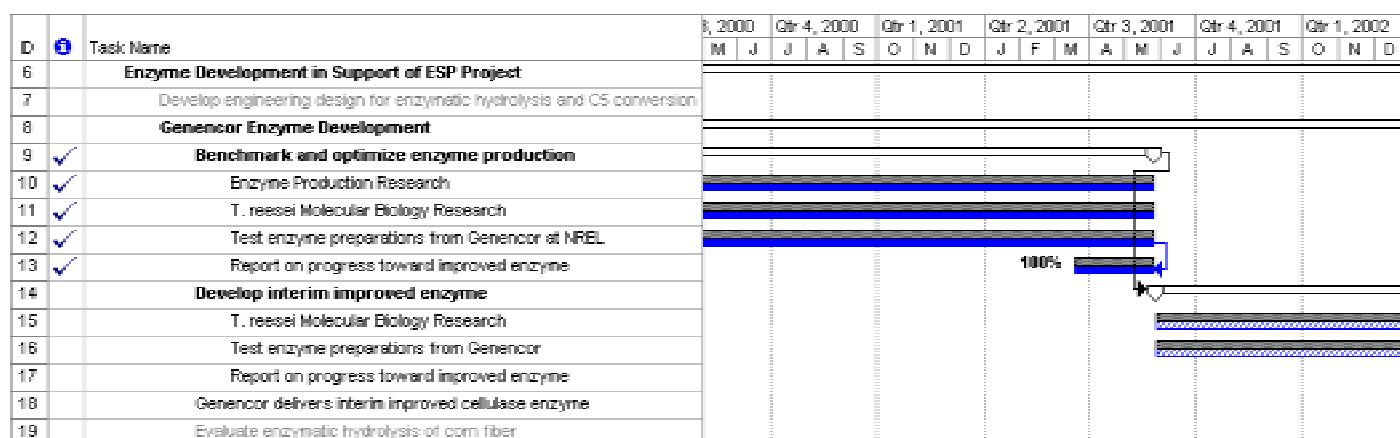 3, 2000 Qtr 4, 2000 Qtr 1, 2001 Qtr 2, 2001 Qtr 3, 2001 Qtr 4, 2001 Qtr 1, 2002
ID Task Name M J J A S O N D J F M A M J J A S O N D
6 Enzyme Development in Support of ESP Project
7 Develop engineering design for enzymatic hydrolysis and C5 conversion
8 Genencor Enzyme Development
9 Benchmark and optimize enzyme production
10 Enzyme Production Research
11 T. reesei Molecular Biology Research
12 Test enzyme preparations from Genencor at NREL
13 Report on progress toward improved enzyme 100%
14 Develop interim improved enzyme
15 T. reesei Molecular Biology Research
16 Test enzyme preparations from Genencor
17 Report on progress toward improved enzyme
18 Genencor delivers interim improved cellulase enzyme
19 Evaluate enzymatic hydrolysis of corn fiber